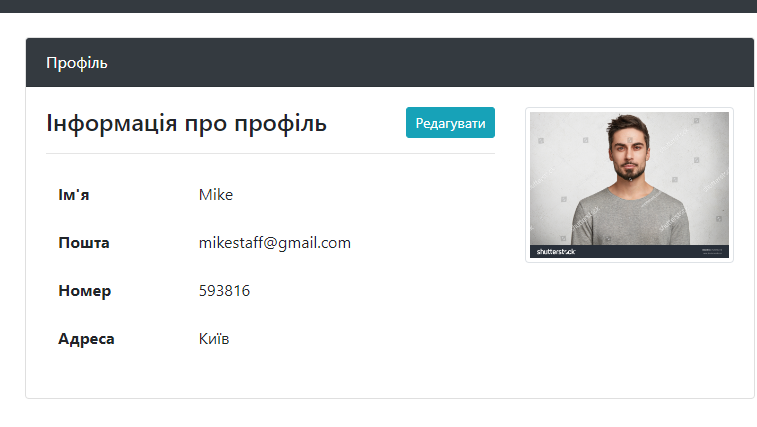 Профіль
Інформація про профіль
Редагувати
Ім'я Mike
Пошта mikestaff@gmail.com
Номер 593816
Адреса Київ
shutterstock